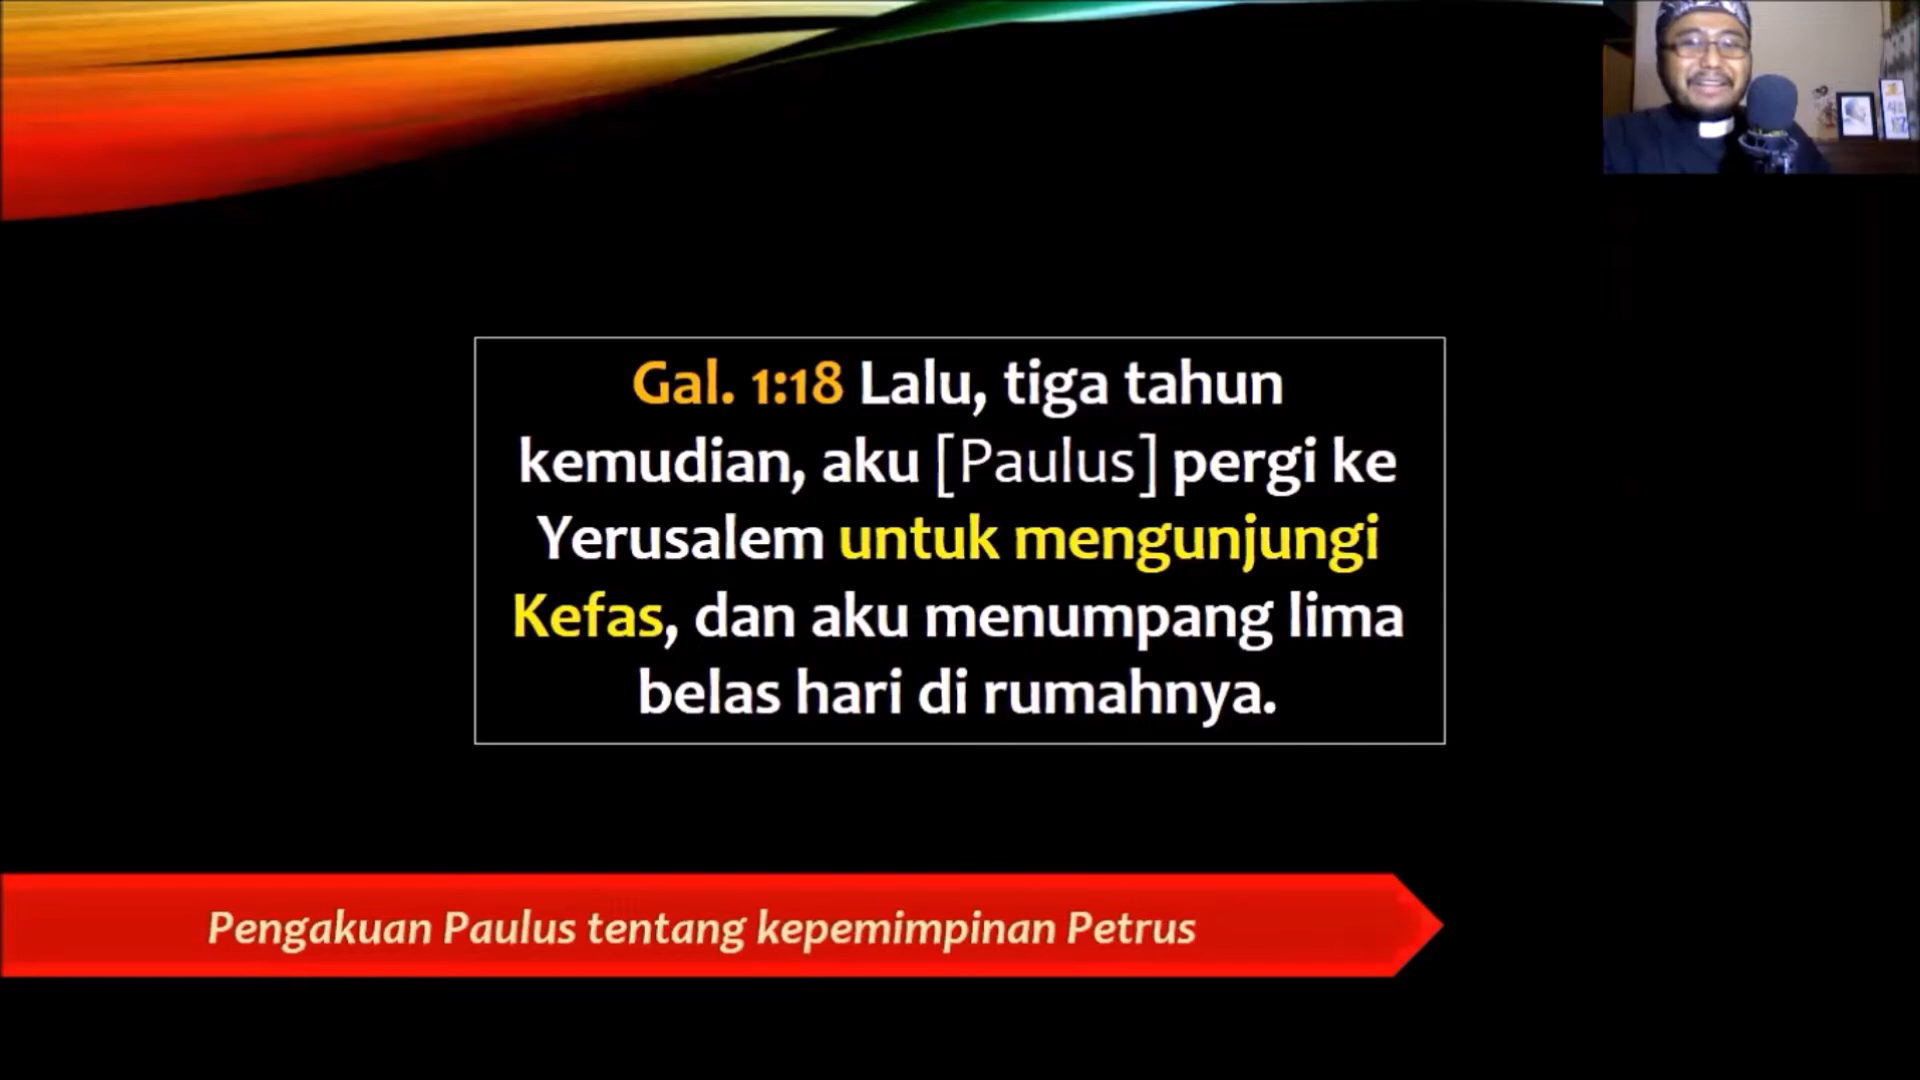 Gal. 1:18 Lalu, tiga tahun
kemudian, aku [Paulus] pergi ke
Yerusalem untuk mengunjungi
Kefas, dan aku menumpang lima
belas hari di rumahnya.
Pengakuan Paulus tentang kepemimpinan Petrus